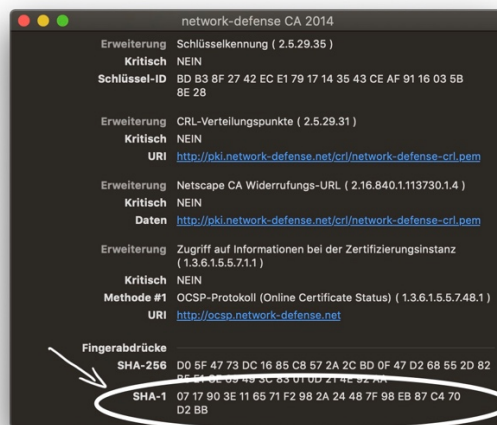 network-defense CA 2014
Erweiterung Schlüsselkennung ( 2.5.29.35 )
Kritisch NEIN
Schlüssel-ID BD B3 8F 27 42 EC E1 79 17 14 35 43 CE AF 91 16 03 5B
8E 28
Erweiterung CRL-Verteilungspunkte ( 2.5.29.31 )
Kritisch NEIN
URI http://pki.network-defense.net/crl/network-defense-crl.pem
Erweiterung Netscape CA Widerrufungs-URL ( 2.16.840.1.113730.1.4 )
Kritisch NEIN
Daten http://pki.network-defense.net/crl/network-defense-crl.pem
Erweiterung Zugriff auf Informationen bei der Zertifizierungsinstanz
( 1.3.6.1.5.5.7.1.1 )
Kritisch NEIN
Methode #1 OCSP-Protokoll (Online Certificate Status) ( 1.3.6.1.5.5.7.48.1 )
URI http://ocsp.network-defense.net
Fingerabdrücke
SHA-256 D0 5F 47 73 DC 16 85 C8 57 2A 2C BD 0F 47 D2 68 55 2D 82
SHA-1 07 17 90 3E 11 65 71 F2 98 2A 24 48 7F 98 EB 87 C4 70
D2 BB